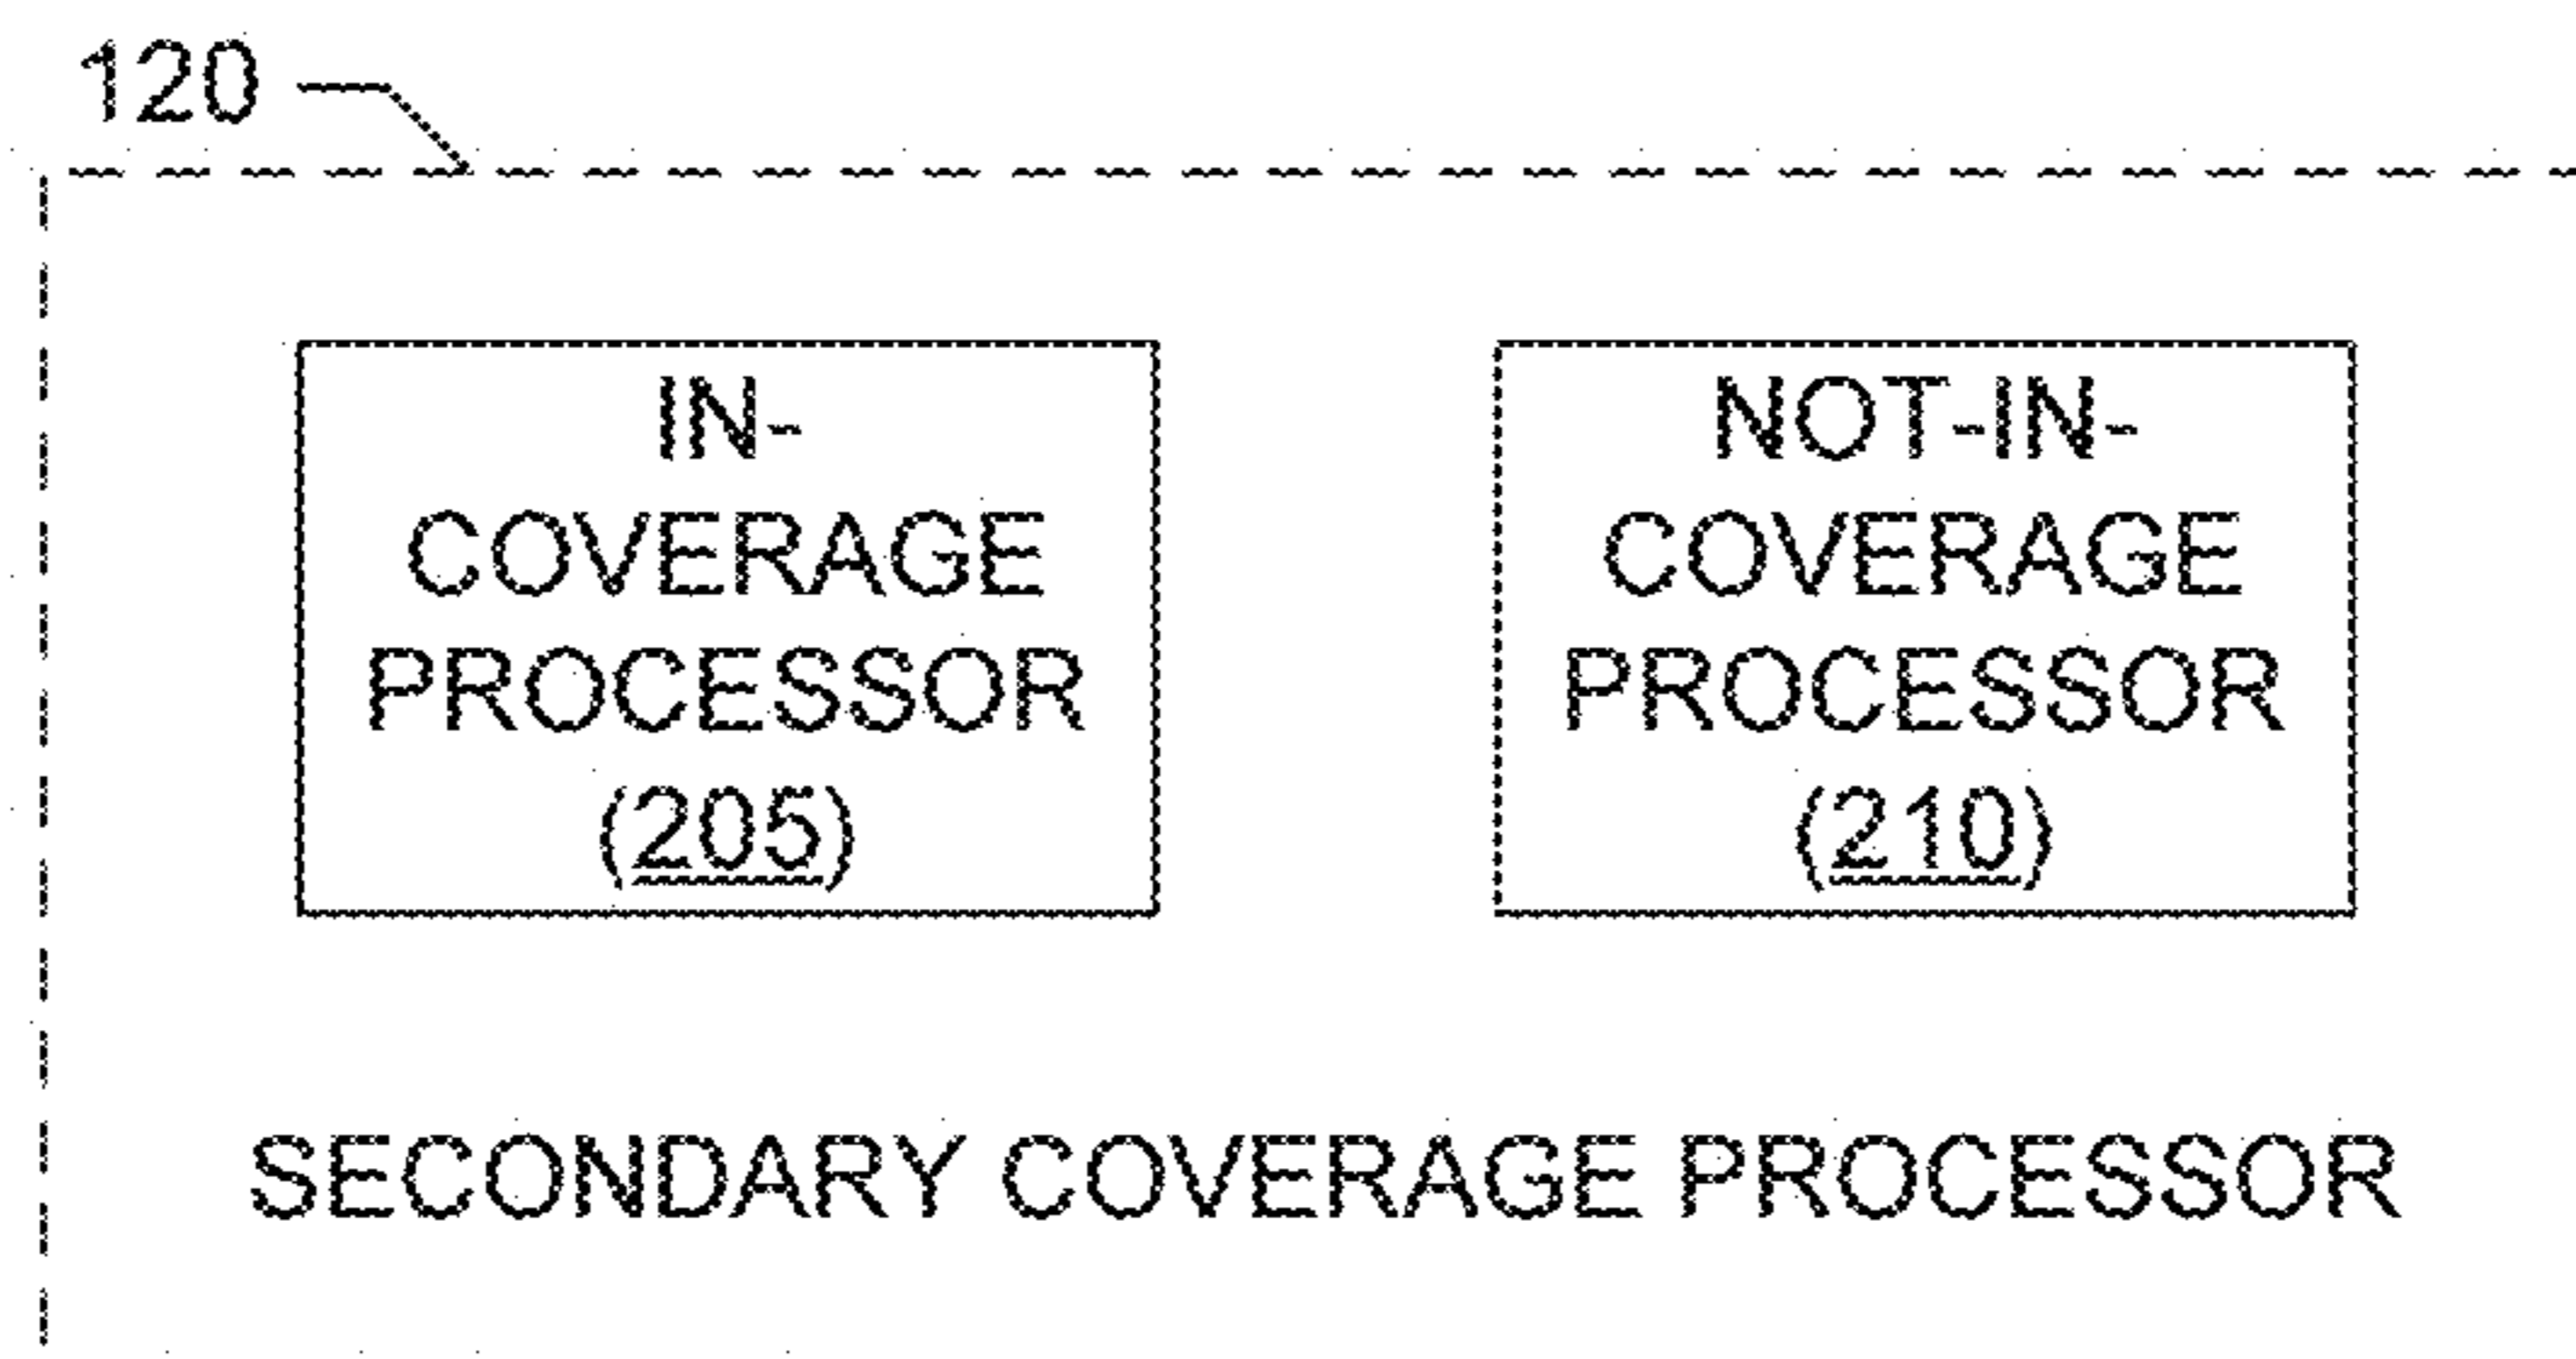 120
IN-
COVERAGE
PROCESSOR
(205)
NOT-IN-
COVERAGE
PROCESSOR
(210)
SECONDARY COVERAGE PROCESSOR